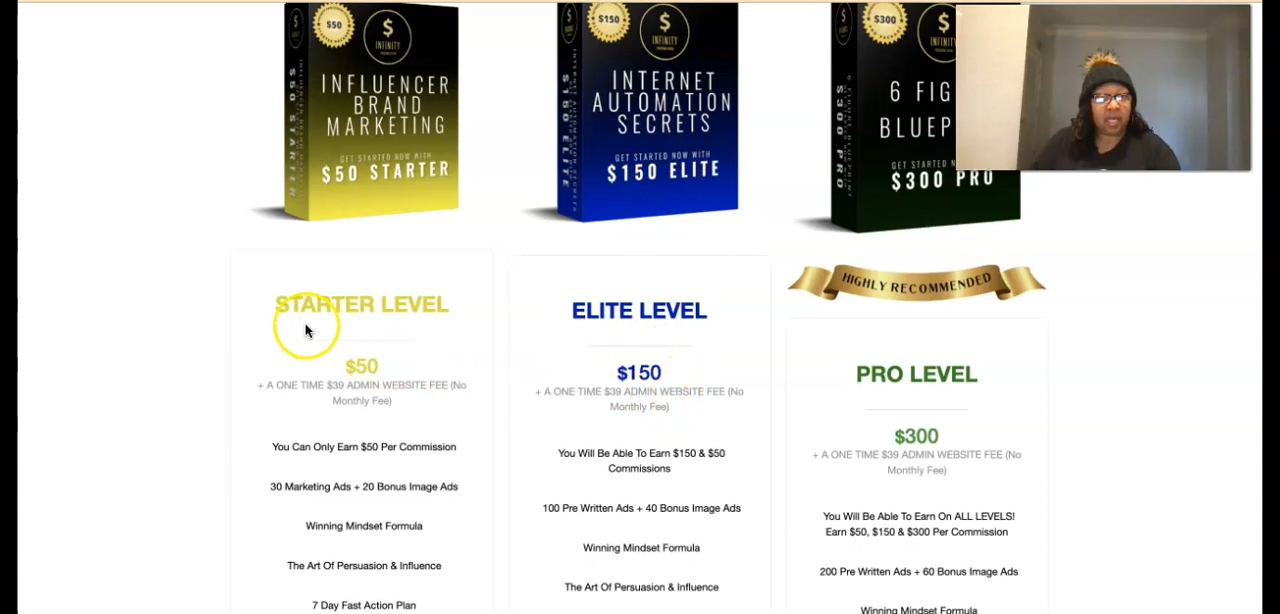 $50
$
INFINITY
INFLUENCER
BRAND
MARKETING
GET STARTED NOW WITH
$50 STARTER
$50 STARTER
$150
$
INFINITY
INTERNET
AUTOMATION
SECRETS
GET STARTED NOW WITH
$150 ELITE
$150 ELITE
$300
$
6 FIG
BLUEP
GET STARTED
$300 PRO
$300 PRO
STARTER LEVEL
$50
+ A ONE TIME $39 ADMIN WEBSITE FEE (No
Monthly Fee)
You Can Only Earn $50 Per Commission
30 Marketing Ads + 20 Bonus Image Ads
Winning Mindset Formula
The Art Of Persuasion & Influence
7 Day Fast Action Plan
ELITE LEVEL
$150
+ A ONE TIME $39 ADMIN WEBSITE FEE (No
Monthly Fee)
You Will Be Able To Earn $150 & $50
Commissions
100 Pre Written Ads + 40 Bonus Image Ads
Winning Mindset Formula
The Art Of Persuasion & Influence
HIGHLY RECOMMENDED
PRO LEVEL
$300
+ A ONE TIME $39 ADMIN WEBSITE FEE (No
Monthly Fee)
You Will Be Able To Earn On ALL LEVELS!
Earn $50, $150 & $300 Per Commission
200 Pre Written Ads + 60 Bonus Image Ads
Winning Mindset Formula